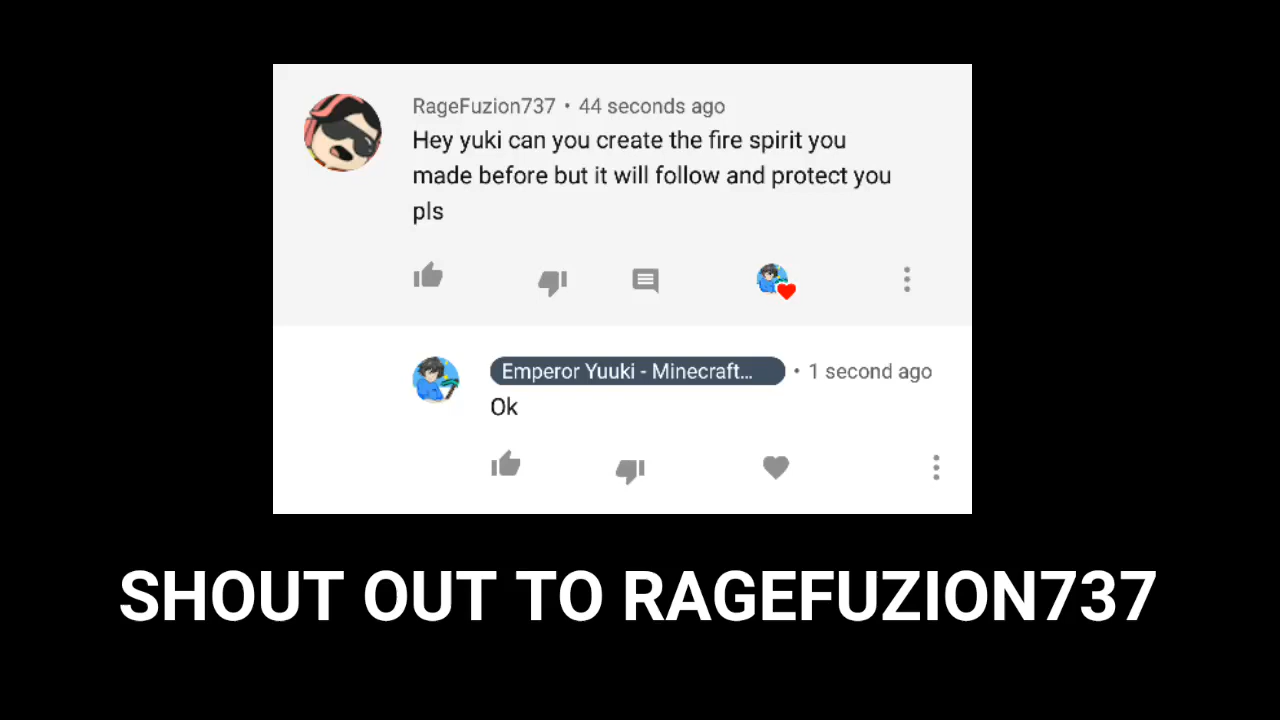 RageFuzion737 • 44 seconds ago
Hey yuki can you create the fire spirit you
made before but it will follow and protect you
pls
Emperor Yuuki - Minecraft... • 1 second ago
Ok
SHOUT OUT TO RAGEFUZION737